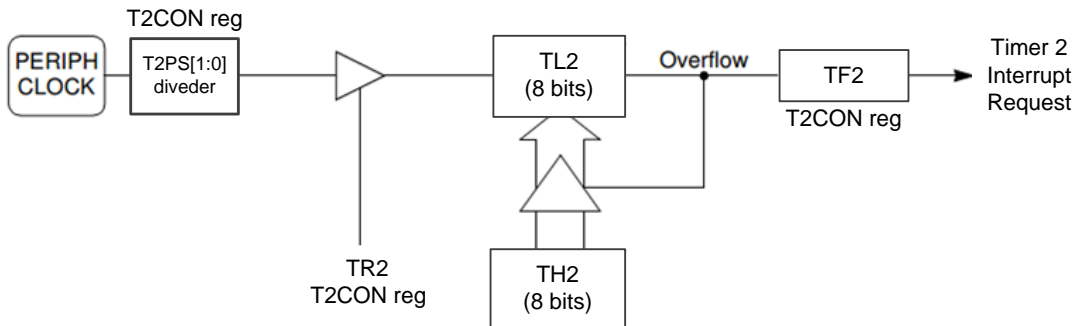 T2CON reg
PERIPH
CLOCK
T2PS[1:0]
diveder
TL2
(8 bits)
Overflow
TF2
T2CON reg
Timer 2
Interrupt
Request
TR2
T2CON reg
TH2
(8 bits)